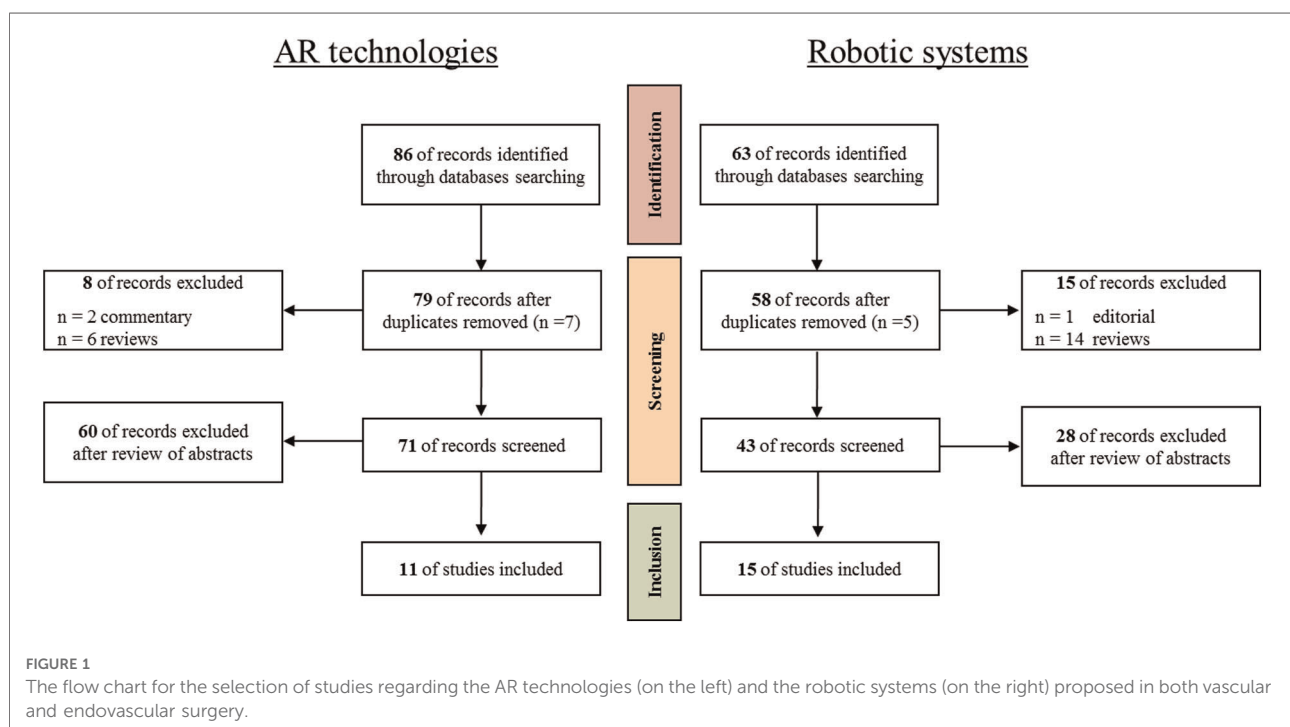 AR technologies
Robotic systems
Identification
86 of records identified
through databases searching
63 of records identified
through databases searching
Screening
8 of records excluded
n = 2 commentary
n = 6 reviews
79 of records after
duplicates removed (n =7)
58 of records after
duplicates removed (n =5)
15 of records excluded
n = 1 editorial
n = 14 reviews
60 of records excluded
after review of abstracts
71 of records screened
43 of records screened
28 of records excluded
after review of abstracts
Inclusion
11 of studies included
15 of studies included
FIGURE 1
The flow chart for the selection of studies regarding the AR technologies (on the left) and the robotic systems (on the right) proposed in both vascular
and endovascular surgery.